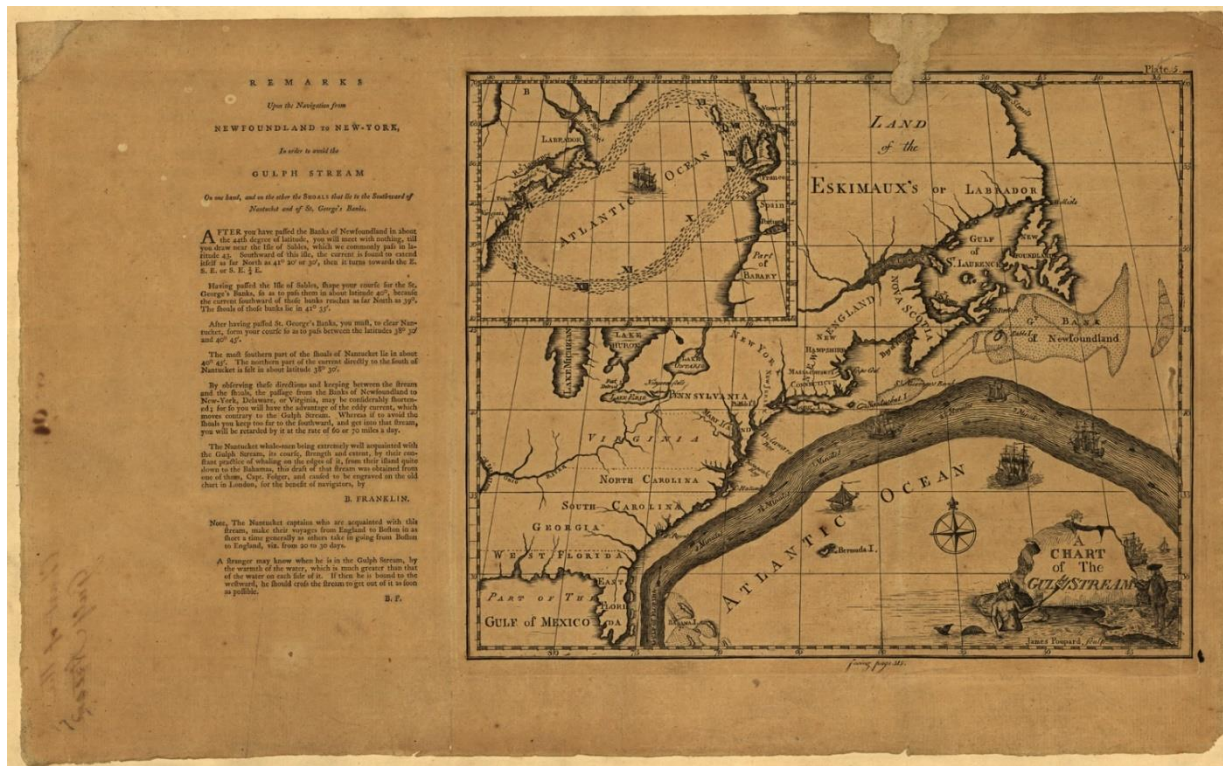 REMARKS
Upon the Navigation from
NEWFOUNDLAND TO NEW-YORK,
In order to avoid the
GULPH STREAM
On one hand, and on the other the SHOALS that lie to the Southward of
Nantucket and of St. George's Banks.
AFTER you have passed the Banks of Newfoundland in about
the 44th degree of latitude, you will meet with nothing, till
you draw near the Isle of Sables, which we commonly pass in la-
titude 43. Southward of this isle, the current is found to extend
itself as far North as 41° 20' or 30', then it turns towards the E.
S. E. or S. E. ¼ E.
Having passed the Isle of Sables, shape your course for the St.
George's Banks, so as to pass them in about latitude 40°, because
the current southward of those banks reaches as far North as 39°.
The shoals of those banks lie in 41° 35'.
After having passed St. George's Banks, you must, to clear Nan-
tucket, form your course so as to pass between the latitudes 38° 30'
and 40° 45'.
The most southern part of the shoals of Nantucket lie in about
40° 45'. The northern part of the current directly to the south of
Nantucket is felt in about latitude 38° 30'.
By observing these directions and keeping between the stream
and the shoals, the passage from the Banks of Newfoundland to
New-York, Delaware, or Virginia, may be considerably shorten-
ed; for so you will have the advantage of the eddy current, which
moves contrary to the Gulph Stream. Whereas if to avoid the
shoals you keep too far to the southward, and get into that stream,
you will be retarded by it at the rate of 60 or 70 miles a day.
The Nantucket whale-men being extremely well acquainted with
the Gulph Stream, its course, strength and extent, by their con-
stant practice of whaling on the edges of it, from their island quite
down to the Bahamas, this draft of that stream was obtained from
one of them, Capt. Folger, and caused to be engraved on the old
chart in London, for the benefit of navigators, by
B. FRANKLIN.
Note, The Nantucket captains who are acquainted with this
stream, make their voyages from England to Boston in as
short a time generally as others take in going from Boston
to England, viz. from 20 to 30 days.
A stranger may know when he is in the Gulph Stream, by
the warmth of the water, which is much greater than that
of the water on each side of it. If then he is bound to the
westward, he should cross the stream to get out of it as soon
as possible.
B. F.
Plate 5
B
LABRADOR
ATLANTIC OCEAN
France
Spain
Portugal
Part
of
BARARY
LAND
of the
ESKIMAUX'S OR LABRADOR
GULF
of
St. LAURENCE
NEW
FOUNDLAND
NOVA SCOTIA
Gt. BANK
of Newfoundland
Sable I.
LAKE MICHIGAN
LAKE
HURON
LAKE
ONTARIO
LAKE ERIE
NEW YORK
NEW ENGLAND
NEW
HAMPSHIRE
MASSACHUSET
CONNECTICUT
Cape Cod
Nantucket I.
St. Georges Bank
PENNSYLVANIA
New Jersey
VIRGINIA
NORTH CAROLINA
SOUTH CAROLINA
GEORGIA
WEST FLORIDA
EAST
FLORI
DA
PART OF THE
GULF of MEXICO
Bermuda I.
ATLANTIC OCEAN
A
CHART
of The
GULF STREAM
James Poupard sculp